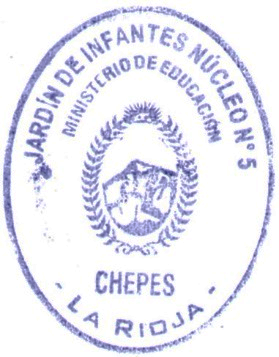 JARDÍN DE INFANTES NÚCLEO Nº 5
MINISTERIO DE EDUCACIÓN
CHEPES
- LA RIOJA -